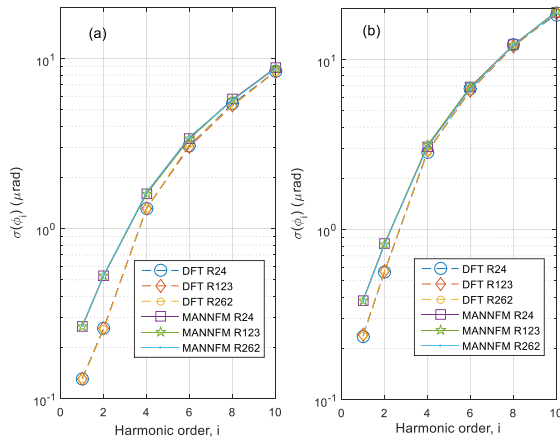 (a)
10^1
10^0
10^-1
σ(ϕ_i) (μrad)
0 2 4 6 8 10
Harmonic order, i
DFT R24
DFT R123
DFT R262
MANNFM R24
MANNFM R123
MANNFM R262
(b)
10^1
10^0
10^-1
σ(ϕ_i) (μrad)
0 2 4 6 8 10
Harmonic order, i
DFT R24
DFT R123
DFT R262
MANNFM R24
MANNFM R123
MANNFM R262